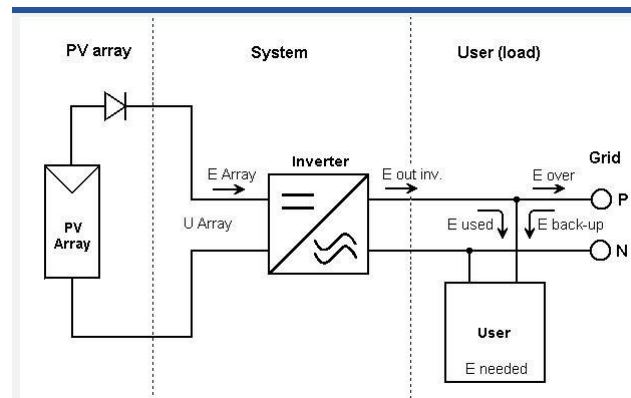 PV array
System
User (load)
E Array
Inverter
E out inv.
E over
Grid
P
PV
Array
U Array
E used
E back-up
N
User
E needed